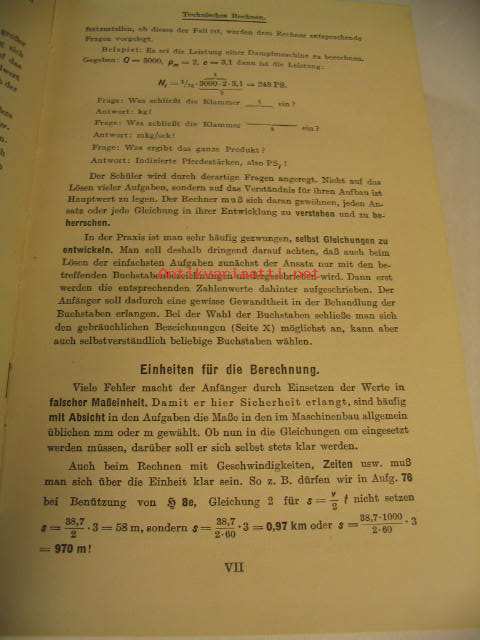 Technisches Rechnen.
festzustellen, ob dieses der Fall ist, werden dem Rechner entsprechende
Fragen vorgelegt.
Beispiel: Es sei die Leistung einer Dampfmaschine zu berechnen.
Gegeben: Q = 3000, pm = 2, c = 3,1 dann ist die Leistung:
1
Ni = 1/75 · 3000 · 2 · 3,1 = 248 PS.
2
Frage: Was schließt die Klammer 1 ein?
Antwort: kg!
Frage: Was schließt die Klammer 2 ein?
Antwort: mkg/sek!
Frage: Was ergibt das ganze Produkt?
Antwort: Indizierte Pferdestärken, also PSi!
Der Schüler wird durch derartige Fragen angeregt. Nicht auf das
Lösen vieler Aufgaben, sondern auf das Verständnis für ihren Aufbau ist
Hauptwert zu legen. Der Rechner muß sich daran gewöhnen, jeden An-
satz oder jede Gleichung in ihrer Entwicklung zu verstehen und zu be-
herrschen.
In der Praxis ist man sehr häufig gezwungen, selbst Gleichungen zu
entwickeln. Man soll deshalb dringend darauf achten, daß auch beim
Lösen der einfachsten Aufgaben zunächst der Ansatz nur mit den be-
treffenden Buchstabenbezeichnungen niedergeschrieben wird. Dann erst
werden die entsprechenden Zahlenwerte dahinter aufgeschrieben. Der
Anfänger soll dadurch eine gewisse Gewandtheit in der Behandlung der
Buchstaben erlangen. Bei der Wahl der Buchstaben schließe man sich
den gebräuchlichen Bezeichnungen (Seite X) möglichst an, kann aber
auch selbstverständlich beliebige Buchstaben wählen.
Einheiten für die Berechnung.
Viele Fehler macht der Anfänger durch Einsetzen der Werte in
falscher Maßeinheit. Damit er hier Sicherheit erlangt, sind häufig
mit Absicht in den Aufgaben die Maße in den im Maschinenbau allgemein
üblichen mm oder m gewählt. Ob nun in die Gleichungen cm eingesetzt
werden müssen, darüber soll er sich selbst stets klar werden.
Auch beim Rechnen mit Geschwindigkeiten, Zeiten usw. muß
man sich über die Einheit klar sein. So z. B. dürfen wir in Aufg. 76
bei Benützung von ℌ 8e, Gleichung 2 für s = v/2 t nicht setzen
s = 38,7/2 · 3 = 58 m, sondern s = 38,7/2·60 · 3 = 0,97 km oder s = 38,7·1000/2·60 · 3
= 970 m!
VII